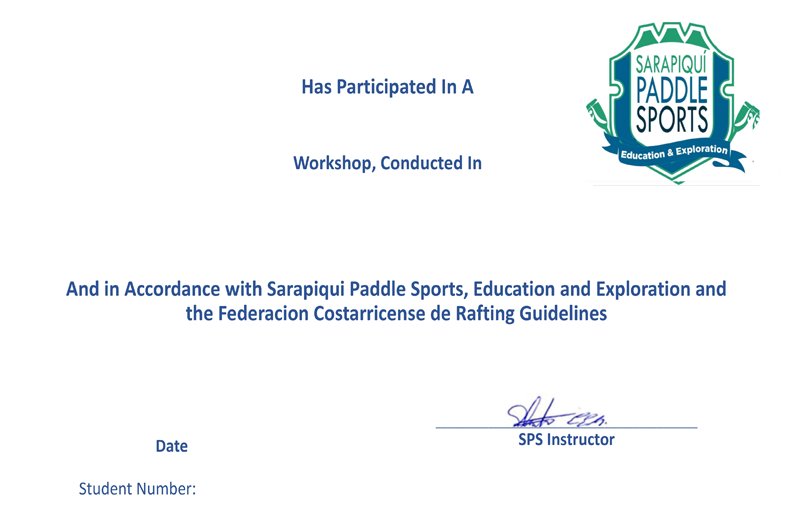 SARAPIQUÍ
PADDLE
SPORTS
Education & Exploration
Has Participated In A
Workshop, Conducted In
And in Accordance with Sarapiqui Paddle Sports, Education and Exploration and
the Federacion Costarricense de Rafting Guidelines
SPS Instructor
Date
Student Number: